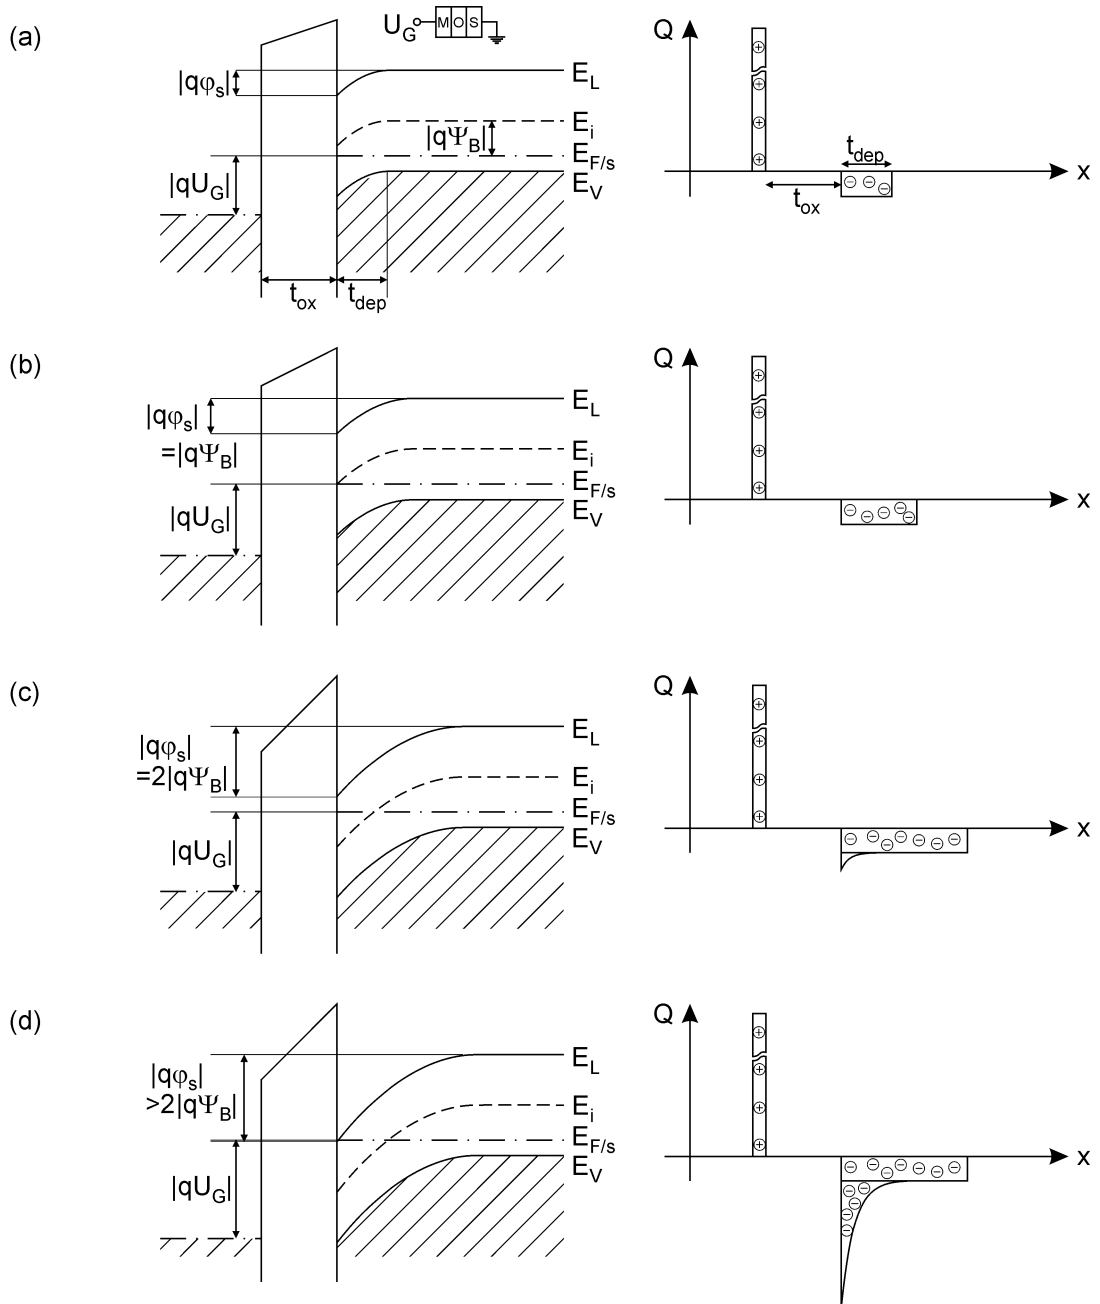 (a)
U_G M O S
Q
|qφ_s|
E_L
E_i
|qΨ_B|
E_F/s
|qU_G|
E_V
t_ox t_dep
t_dep
x
t_ox
(b)
Q
|qφ_s|
=|qΨ_B|
E_L
E_i
E_F/s
|qU_G|
E_V
x
(c)
Q
|qφ_s|
=2|qΨ_B|
E_L
E_i
E_F/s
|qU_G|
E_V
x
(d)
Q
|qφ_s|
>2|qΨ_B|
E_L
E_i
E_F/s
|qU_G|
E_V
x